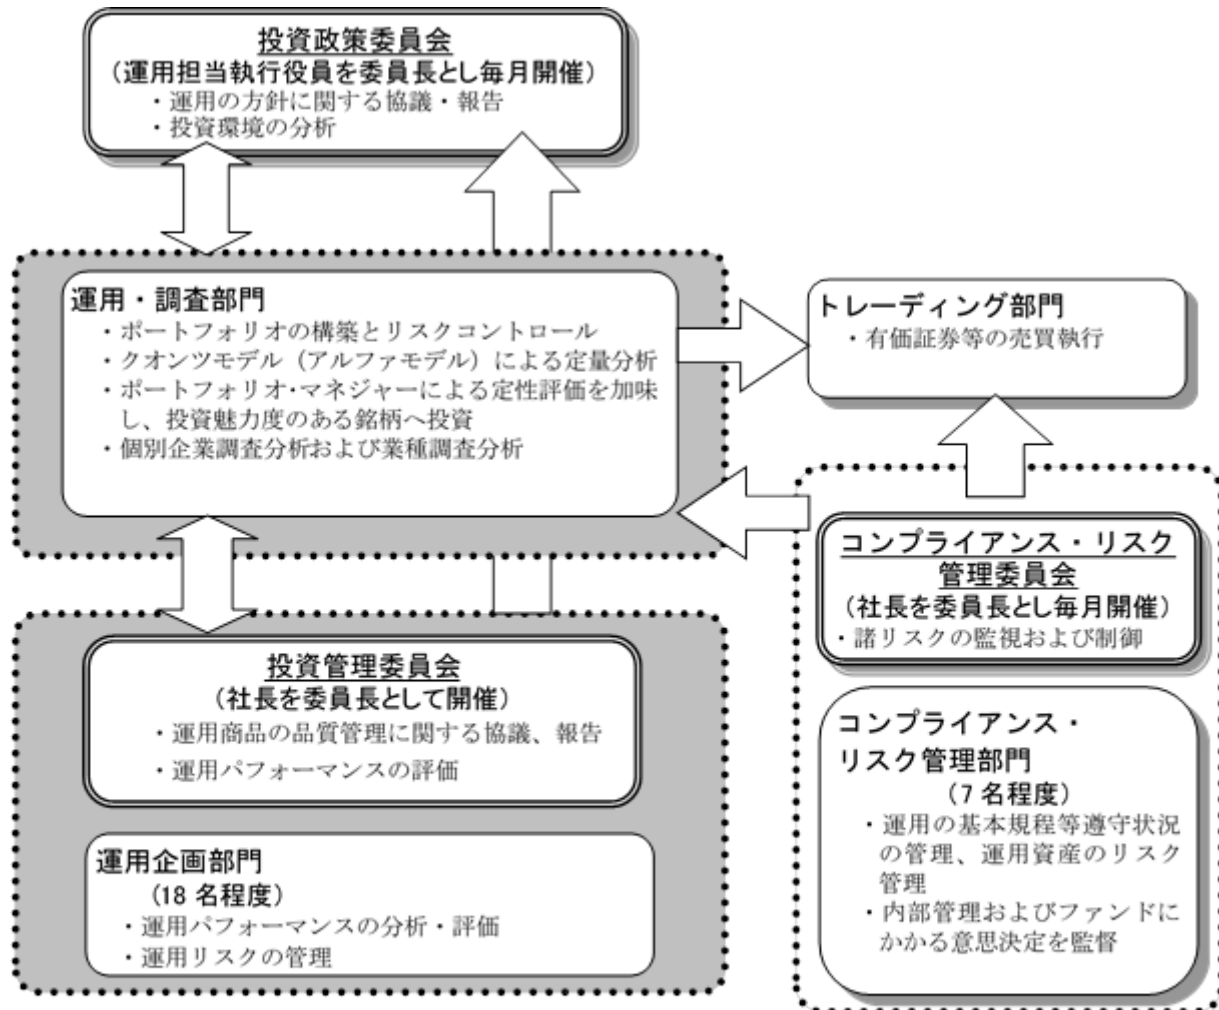 投資政策委員会
（運用担当執行役員を委員長とし毎月開催）
・運用の方針に関する協議・報告
・投資環境の分析
運用・調査部門
・ポートフォリオの構築とリスクコントロール
・クオンツモデル（アルファモデル）による定量分析
・ポートフォリオ・マネジャーによる定性評価を加味
し、投資魅力度のある銘柄へ投資
・個別企業調査分析および業種調査分析
トレーディング部門
・有価証券等の売買執行
コンプライアンス・リスク
管理委員会
（社長を委員長とし毎月開催）
・諸リスクの監視および制御
投資管理委員会
（社長を委員長として開催）
・運用商品の品質管理に関する協議、報告
・運用パフォーマンスの評価
コンプライアンス・
リスク管理部門
（7 名程度）
・運用の基本規程等遵守状況
の管理、運用資産のリスク
管理
・内部管理およびファンドに
かかる意思決定を監督
運用企画部門
（18 名程度）
・運用パフォーマンスの分析・評価
・運用リスクの管理